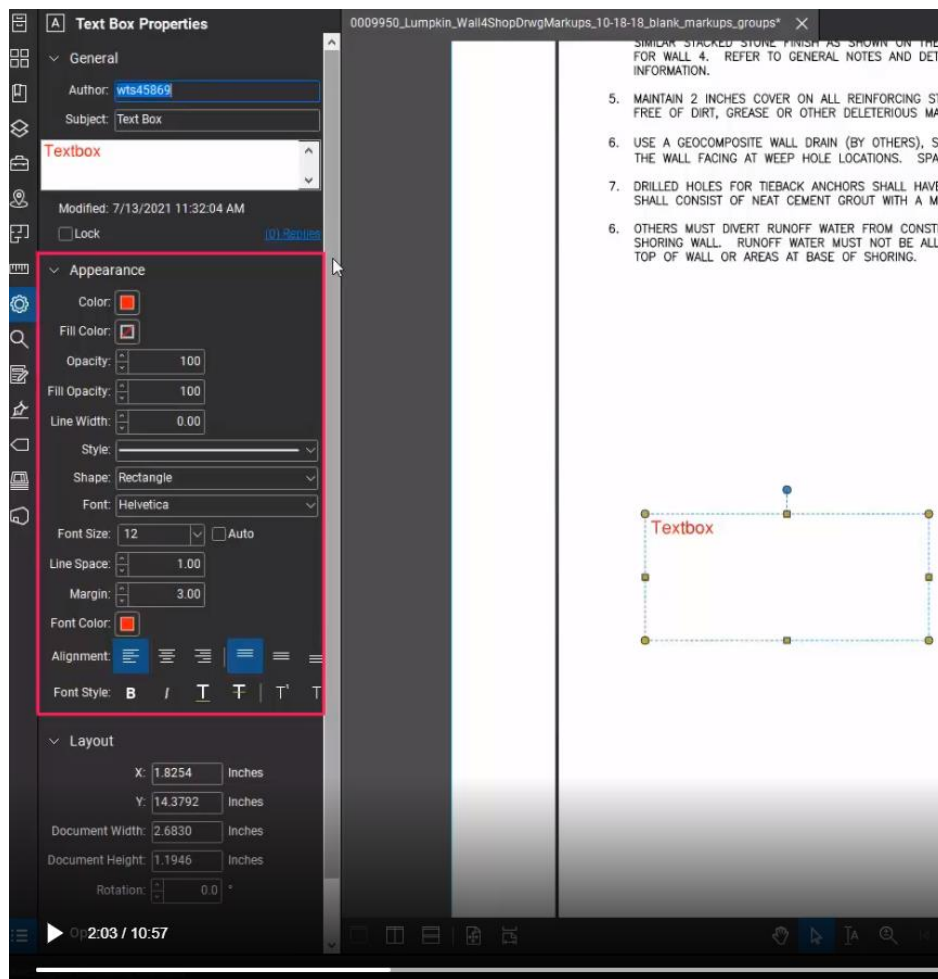 Text Box Properties
0009950_Lumpkin_Wall4ShopDrwgMarkups_10-18-18_blank_markups_groups*
General
Author: wts45869
Subject: Text Box
Textbox
Modified: 7/13/2021 11:32:04 AM
Lock
(0) Replies
Appearance
Color:
Fill Color:
Opacity: 100
Fill Opacity: 100
Line Width: 0.00
Style:
Shape: Rectangle
Font: Helvetica
Font Size: 12 Auto
Line Space: 1.00
Margin: 3.00
Font Color:
Alignment:
Font Style: B I T T T T
Layout
X: 1.8254 Inches
Y: 14.3792 Inches
Document Width: 2.6830 Inches
Document Height: 1.1946 Inches
Rotation: 0.0 °
2:03 / 10:57
SIMILAR STACKED STONE FINISH AS SHOWN ON THE
FOR WALL 4. REFER TO GENERAL NOTES AND DET
INFORMATION.
5. MAINTAIN 2 INCHES COVER ON ALL REINFORCING ST
FREE OF DIRT, GREASE OR OTHER DELETERIOUS MA
6. USE A GEOCOMPOSITE WALL DRAIN (BY OTHERS), S
THE WALL FACING AT WEEP HOLE LOCATIONS. SPA
7. DRILLED HOLES FOR TIEBACK ANCHORS SHALL HAVE
SHALL CONSIST OF NEAT CEMENT GROUT WITH A M
6. OTHERS MUST DIVERT RUNOFF WATER FROM CONST
SHORING WALL. RUNOFF WATER MUST NOT BE ALL
TOP OF WALL OR AREAS AT BASE OF SHORING.
Textbox